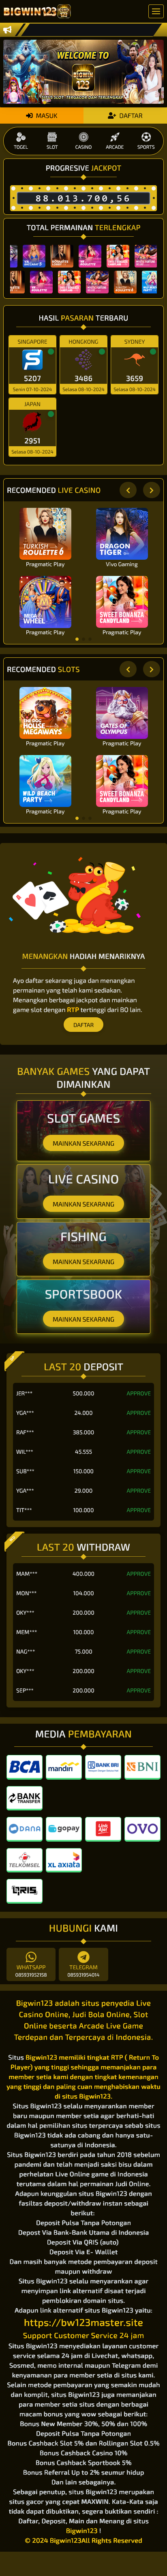 BIGWIN123
WELCOME TO
BIGWIN123
MASUK
DAFTAR
TOGEL
SLOT
CASINO
ARCADE
SPORTS
PROGRESIVE JACKPOT
88.013.700,56
TOTAL PERMAINAN TERLENGKAP
HASIL PASARAN TERBARU
SINGAPORE
5207
Senin 07-10-2024
HONGKONG
3486
Selasa 08-10-2024
SYDNEY
3659
Selasa 08-10-2024
JAPAN
2951
Selasa 08-10-2024
RECOMENDED LIVE CASINO
TURKISH ROULETTE
Pragmatic Play
DRAGON TIGER
Vivo Gaming
MEGA WHEEL
Pragmatic Play
SWEET BONANZA CANDYLAND
Pragmatic Play
RECOMENDED SLOTS
THE DOG HOUSE MEGAWAYS
Pragmatic Play
GATES OF OLYMPUS
Pragmatic Play
WILD BEACH PARTY
Pragmatic Play
SWEET BONANZA CANDYLAND
Pragmatic Play
MENANGKAN HADIAH MENARIKNYA
Ayo daftar sekarang juga dan menangkan
permainan yang telah kami sediakan.
Menangkan berbagai jackpot dan mainkan
game slot dengan RTP tertinggi dari BO lain.
DAFTAR
BANYAK GAMES YANG DAPAT
DIMAINKAN
SLOT GAMES
MAINKAN SEKARANG
LIVE CASINO
MAINKAN SEKARANG
FISHING
MAINKAN SEKARANG
SPORTSBOOK
MAINKAN SEKARANG
LAST 20 DEPOSIT
JER*** 500.000 APPROVE
YGA*** 24.000 APPROVE
RAF*** 385.000 APPROVE
WIL*** 45.555 APPROVE
SUB*** 150.000 APPROVE
YGA*** 29.000 APPROVE
TIT*** 100.000 APPROVE
LAST 20 WITHDRAW
MAM*** 400.000 APPROVE
MON*** 104.000 APPROVE
OKY*** 200.000 APPROVE
MEM*** 100.000 APPROVE
NAG*** 75.000 APPROVE
OKY*** 200.000 APPROVE
SEP*** 200.000 APPROVE
MEDIA PEMBAYARAN
BCA
mandiri
BANK BRI
BNI
BANK TRANSFER
DANA
gopay
OVO
TELKOMSEL
XL AXIATA
QRIS
HUBUNGI KAMI
WHATSAPP
085931952158
TELEGRAM
085931954014
Bigwin123 adalah situs penyedia Live
Casino Online, Judi Bola Online, Slot
Online beserta Arcade Live Game
Terdepan dan Terpercaya di Indonesia.
Situs Bigwin123 memiliki tingkat RTP ( Return To
Player) yang tinggi sehingga memanjakan para
member setia kami dengan tingkat kemenangan
yang tinggi dan paling cuan menghabiskan waktu
di situs Bigwin123.
Situs Bigwin123 selalu menyarankan member
baru maupun member setia agar berhati-hati
dalam hal pemilihan situs terpercaya sebab situs
Bigwin123 tidak ada cabang dan hanya satu-
satunya di indonesia.
Situs Bigwin123 berdiri pada tahun 2018 sebelum
pandemi dan telah menjadi saksi bisu dalam
perhelatan Live Online game di Indonesia
terutama dalam hal permainan Judi Online.
Adapun keunggulan situs Bigwin123 dengan
fasitas deposit/withdraw instan sebagai
berikut:
Deposit Pulsa Tanpa Potongan
Depost Via Bank-Bank Utama di Indonesia
Deposit Via QRIS (auto)
Deposit Via E- Walllet
Dan masih banyak metode pembayaran deposit
maupun withdraw
Situs Bigwin123 selalu menyarankan agar
menyimpan link alternatif disaat terjadi
pemblokiran domain situs.
Adapun link alternatif situs Bigwin123 yaitu:
https://bw123master.site
Support Customer Service 24 jam
Situs Bigwin123 menyediakan layanan customer
service selama 24 jam di Livechat, whatsapp,
Sosmed, memo internal maupun Telegram demi
kenyamanan para member setia di situs kami.
Selain metode pembayaran yang semakin mudah
dan komplit, situs Bigwin123 juga memanjakan
para member setia situs dengan berbagai
macam bonus yang wow sebagai berikut:
Bonus New Member 30%, 50% dan 100%
Deposit Pulsa Tanpa Potongan
Bonus Cashback Slot 5% dan Rollingan Slot 0.5%
Bonus Cashback Casino 10%
Bonus Cashback Sportbook 5%
Bonus Referral Up to 2% seumur hidup
Dan lain sebagainya.
Sebagai penutup, situs Bigwin123 merupakan
situs gacor yang cepat MAXWIN. Kata-Kata saja
tidak dapat dibuktikan, segera buktikan sendiri :
Daftar, Deposit, Main dan Menang di situs
Bigwin123 !
© 2024 Bigwin123All Rights Reserved